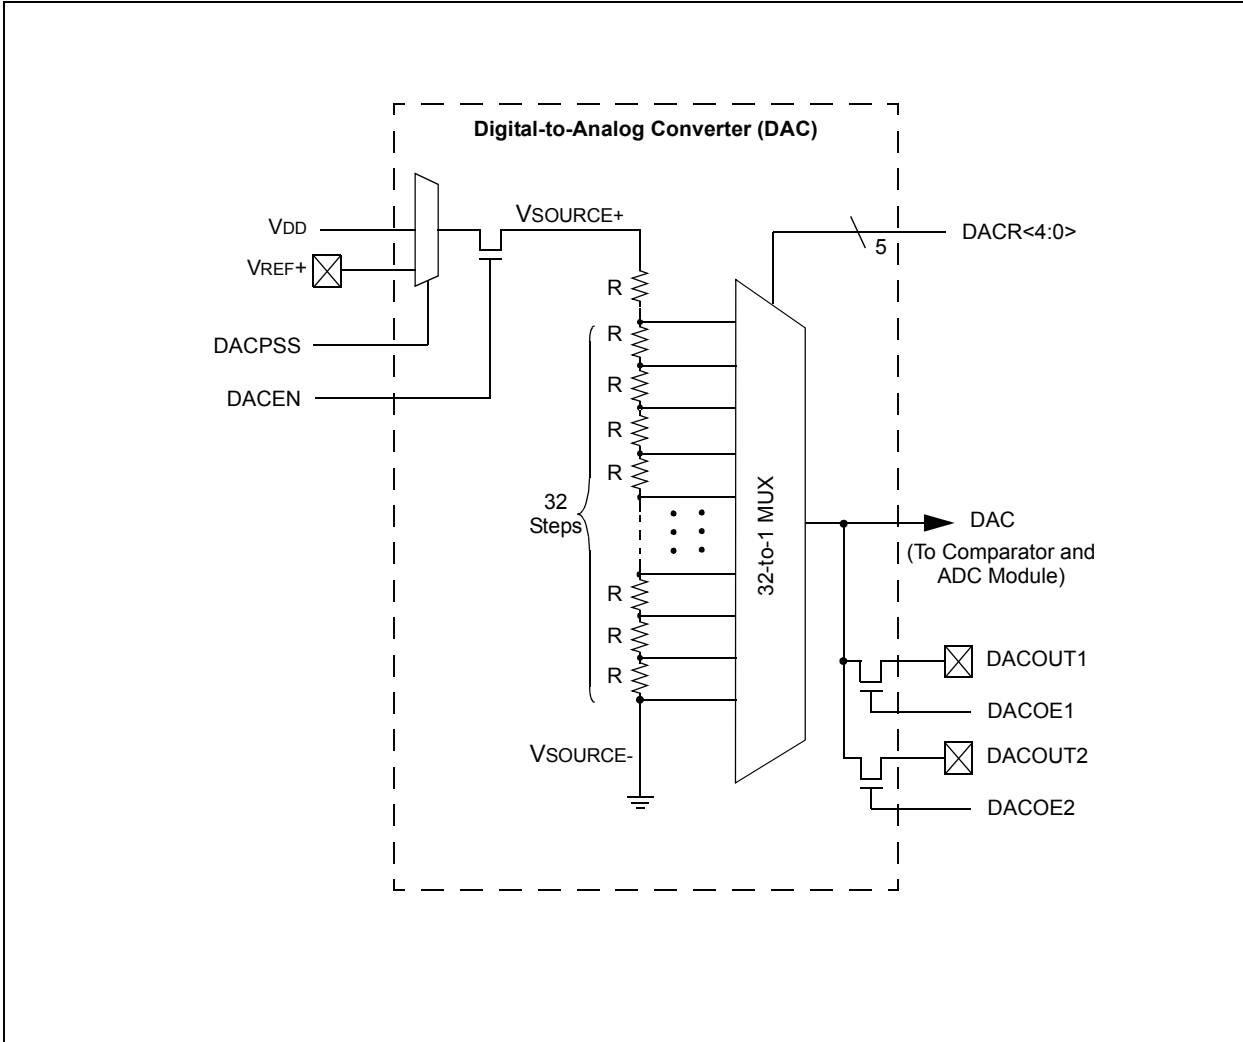 Digital-to-Analog Converter (DAC)
VDD
VREF+
DACPSS
DACEN
VSOURCE+
R
R
R
R
R
32
Steps
R
R
R
VSOURCE-
32-to-1 MUX
5
DACR<4:0>
DAC
(To Comparator and
ADC Module)
DACOUT1
DACOE1
DACOUT2
DACOE2